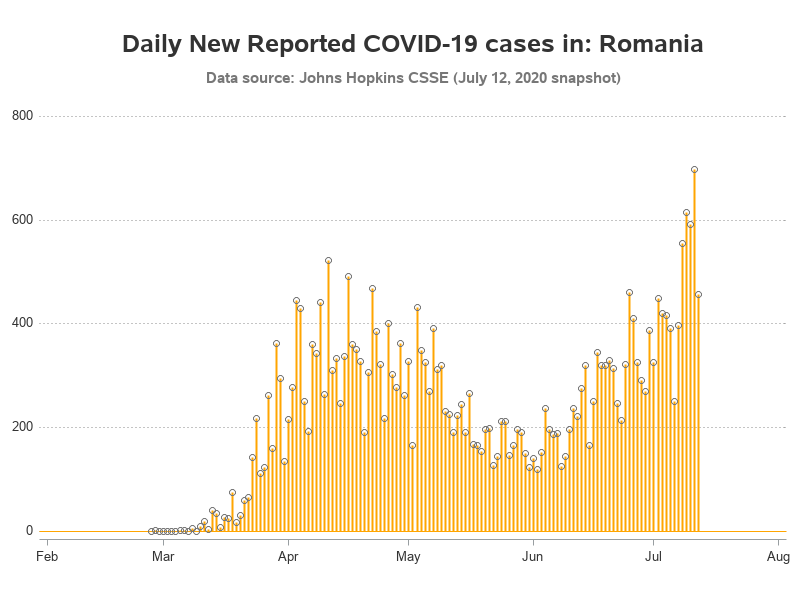 Daily New Reported COVID-19 cases in: Romania
Data source: Johns Hopkins CSSE (July 12, 2020 snapshot)
800
600
400
200
0
Feb Mar Apr May Jun Jul Aug